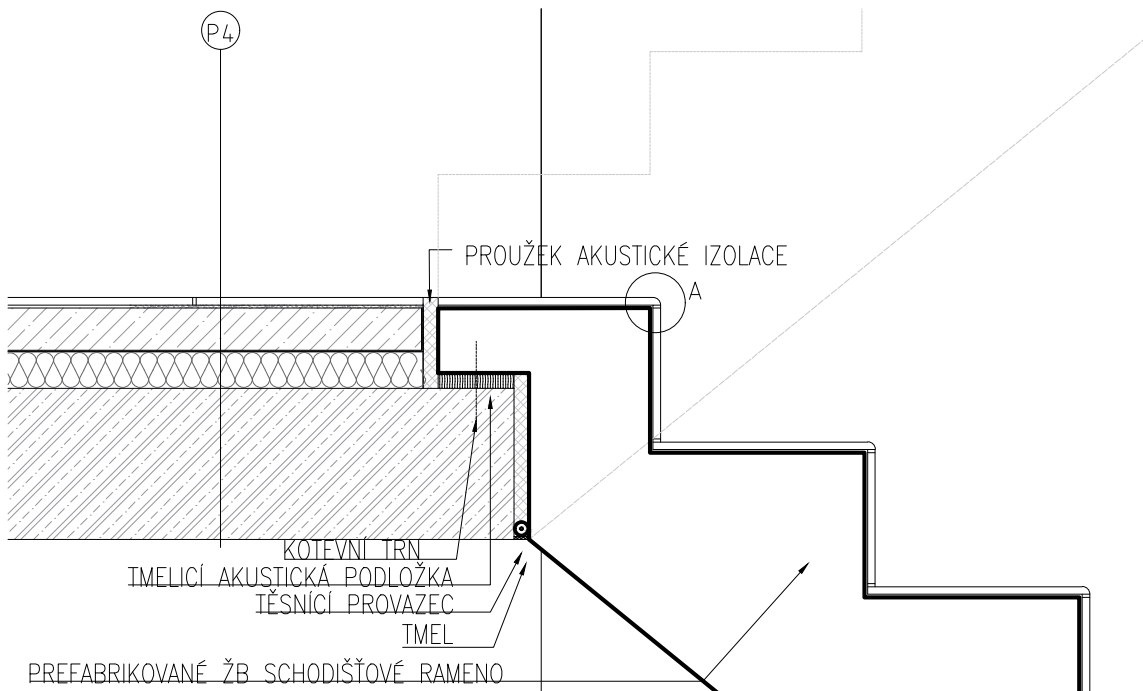 P4
PROUŽEK AKUSTICKÉ IZOLACE
A
KOTEVNÍ TRN
TMELICÍ AKUSTICKÁ PODLOŽKA
TĚSNÍCÍ PROVAZEC
TMEL
PREFABRIKOVANÉ ŽB SCHODIŠŤOVÉ RAMENO